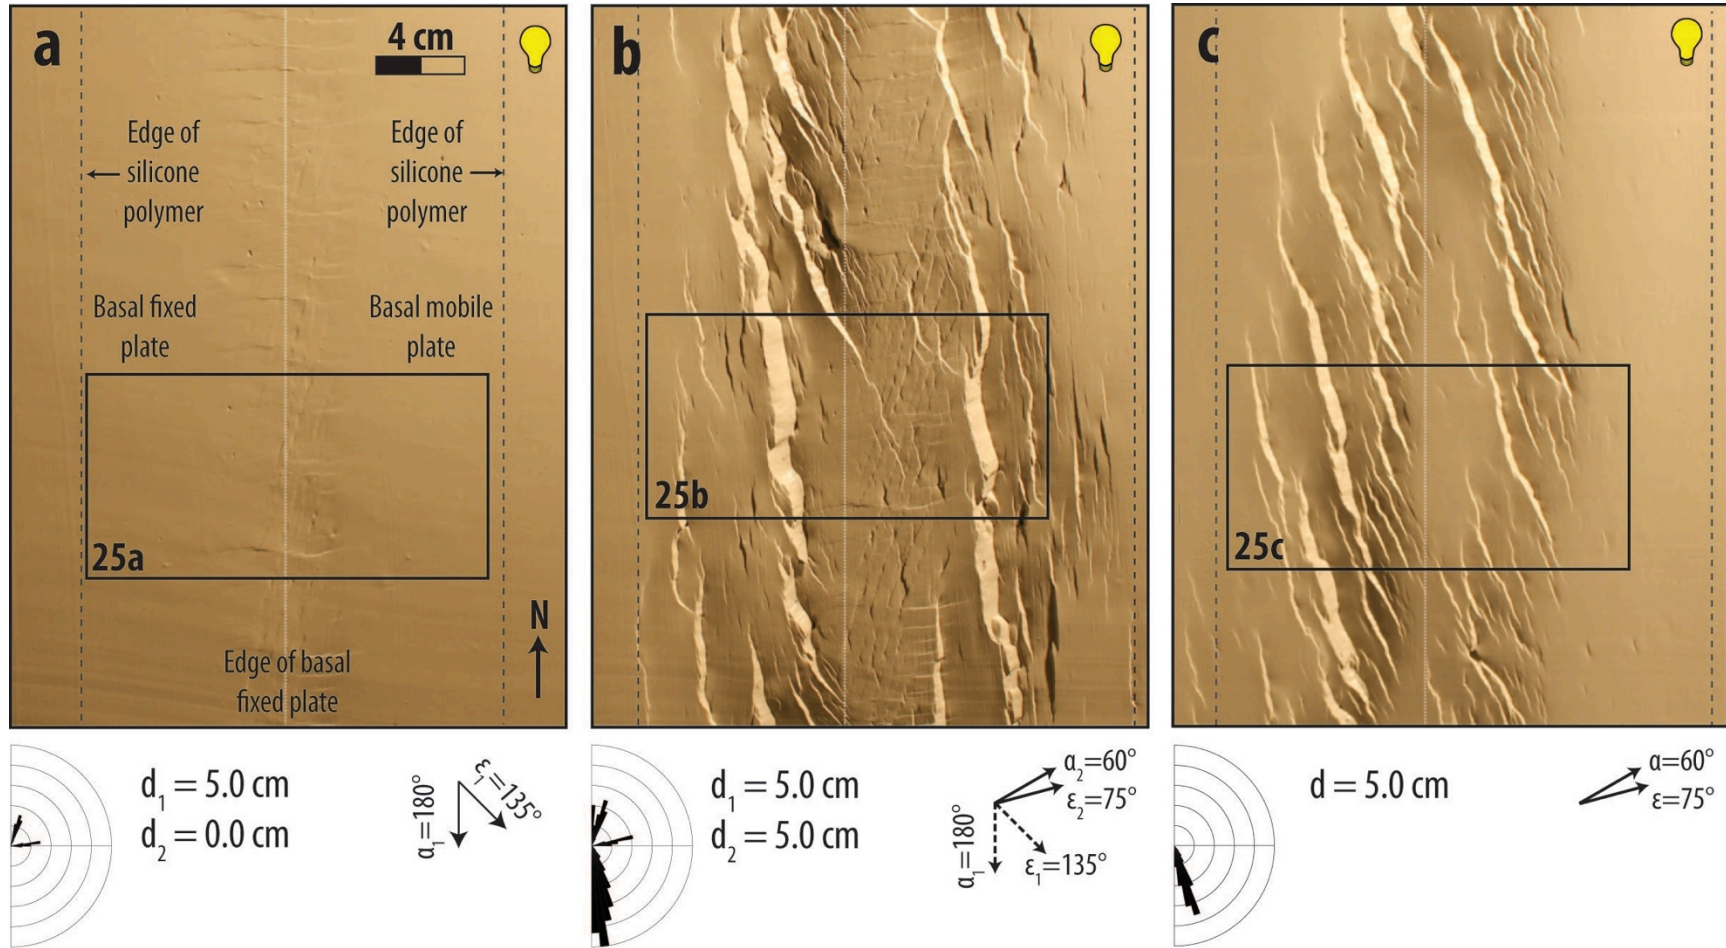 a
4 cm
Edge of
silicone
polymer
Edge of
silicone
polymer
Basal fixed
plate
Basal mobile
plate
25a
N
Edge of basal
fixed plate
d₁ = 5.0 cm
d₂ = 0.0 cm
α₁=180°
ε₁=135°
b
25b
d₁ = 5.0 cm
d₂ = 5.0 cm
α₂=60°
ε₂=75°
α₁=180°
ε₁=135°
c
25c
d = 5.0 cm
α=60°
ε=75°